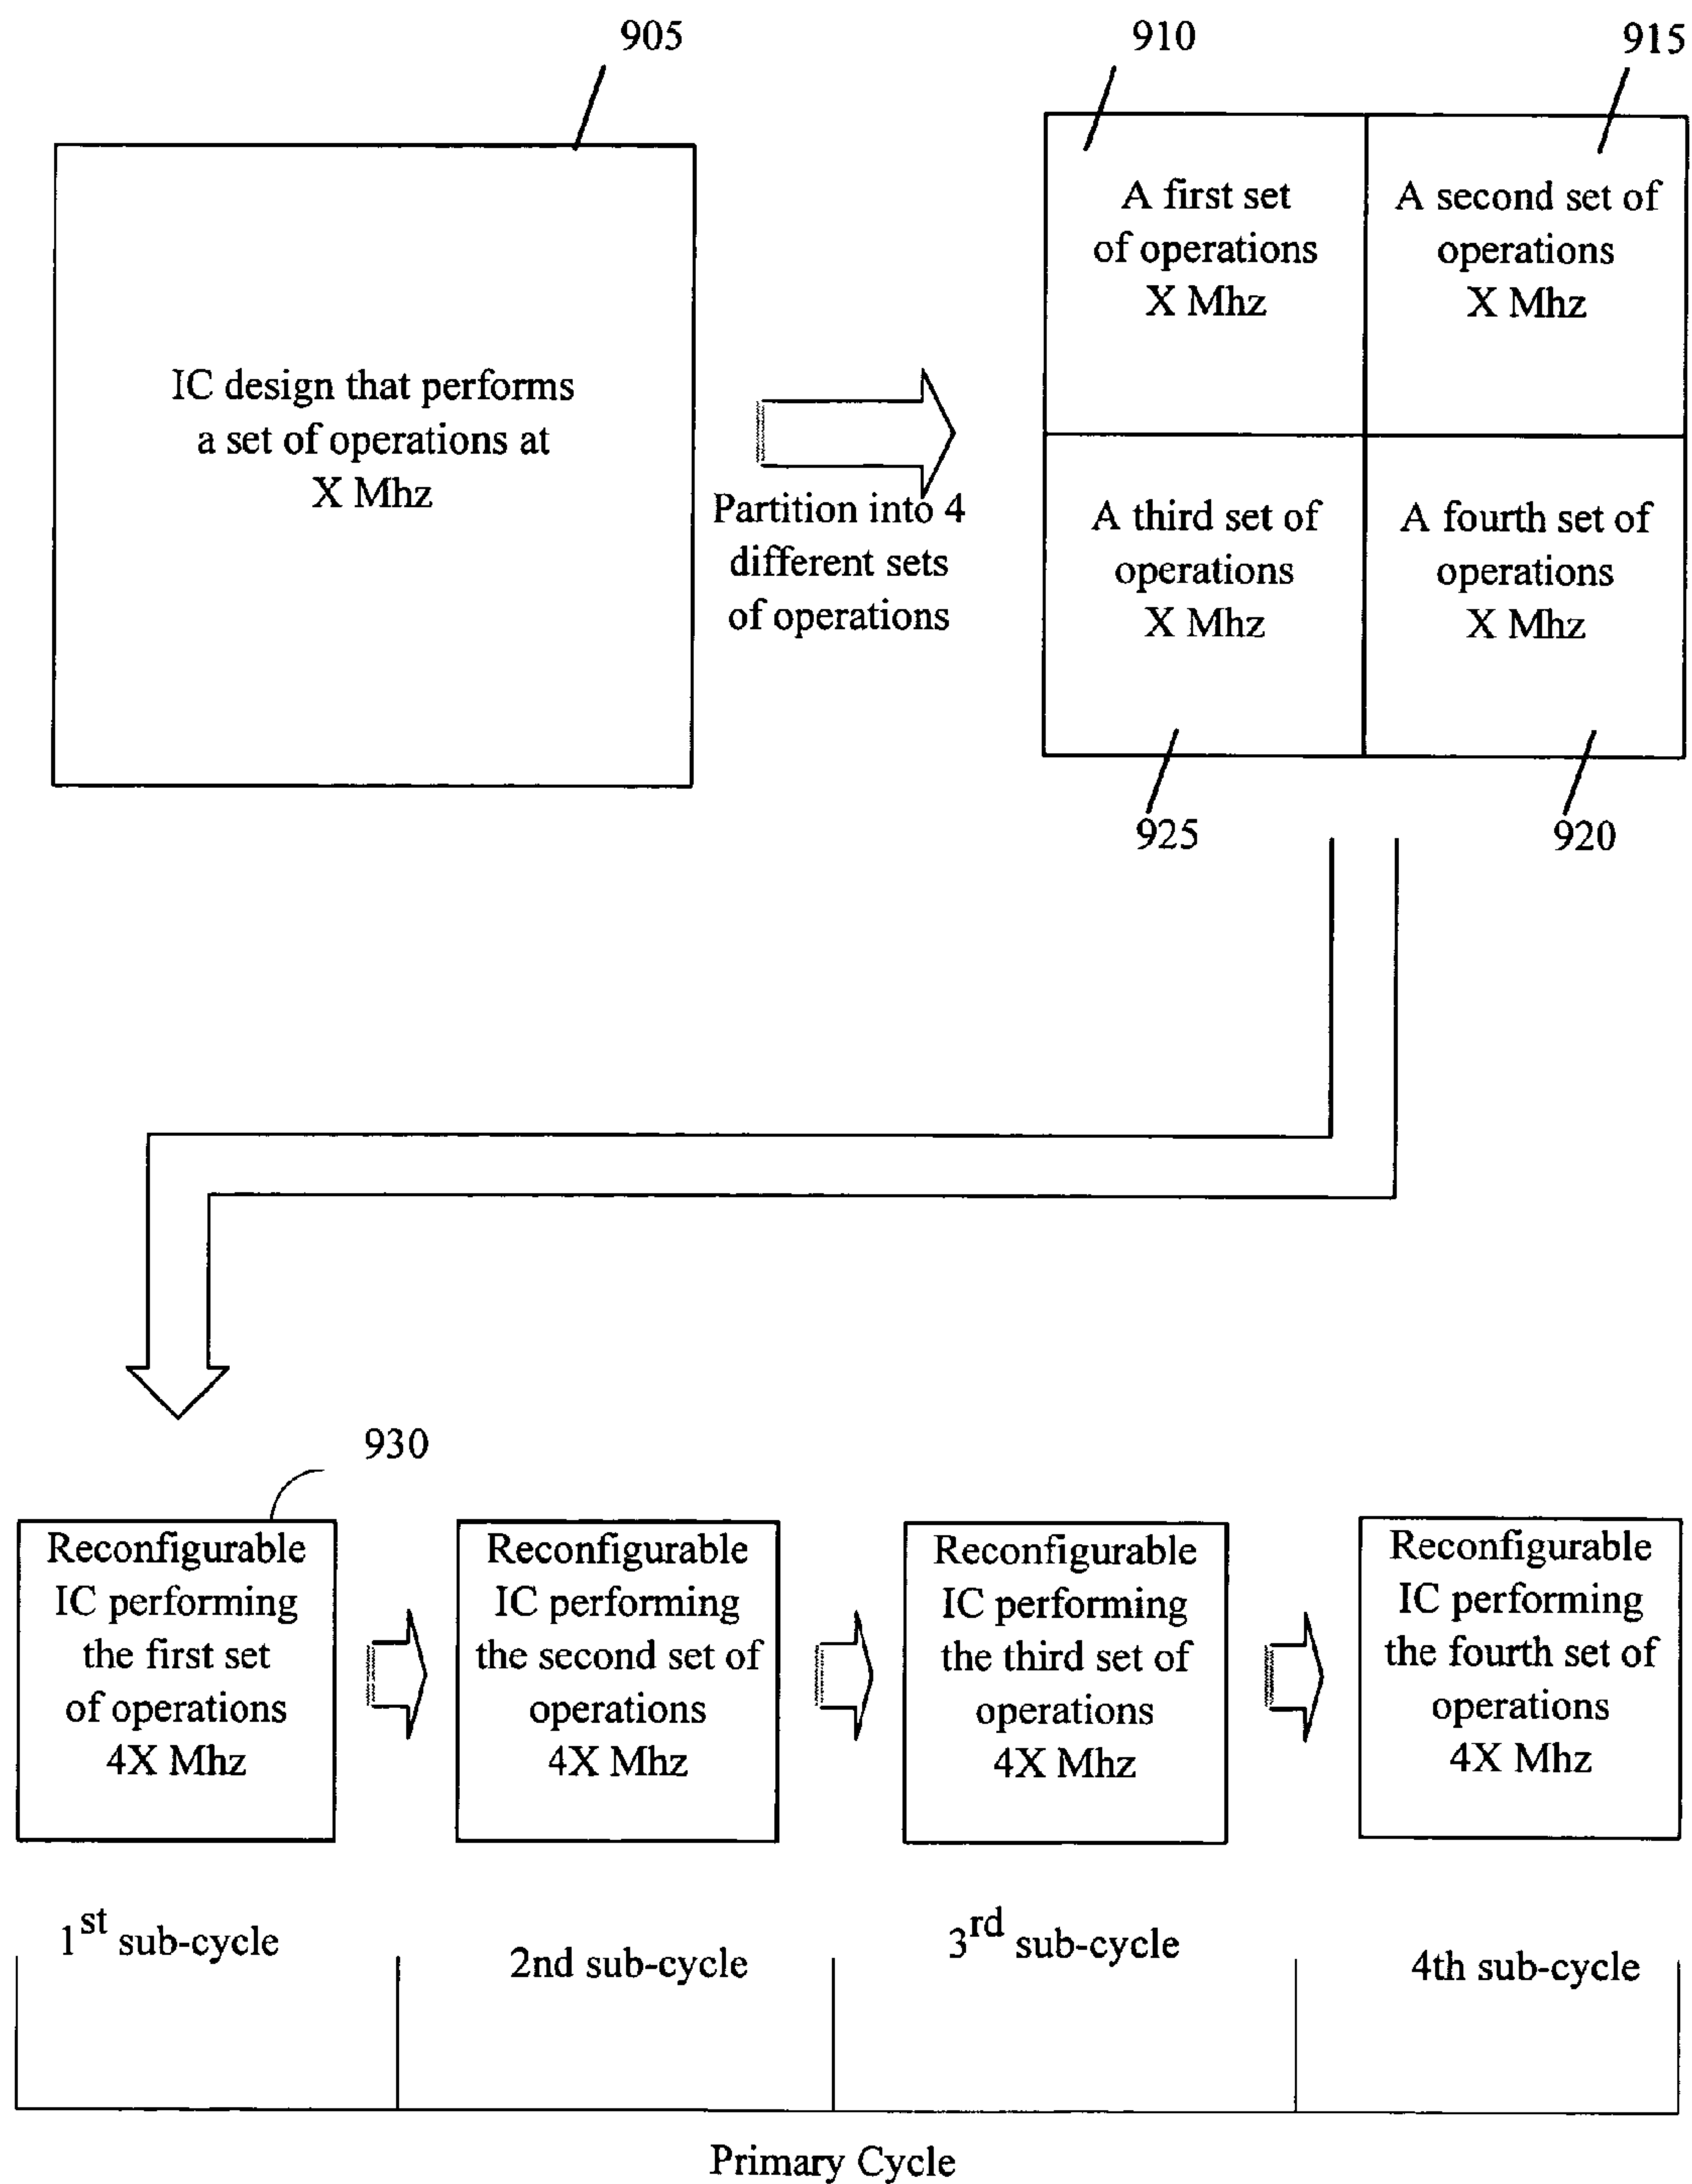 905
910
915
IC design that performs
a set of operations at
X Mhz
Partition into 4
different sets
of operations
A first set
of operations
X Mhz
A second set of
operations
X Mhz
A third set of
operations
X Mhz
A fourth set of
operations
X Mhz
925
920
930
Reconfigurable
IC performing
the first set
of operations
4X Mhz
Reconfigurable
IC performing
the second set of
operations
4X Mhz
Reconfigurable
IC performing
the third set of
operations
4X Mhz
Reconfigurable
IC performing
the fourth set of
operations
4X Mhz
1st sub-cycle
2nd sub-cycle
3rd sub-cycle
4th sub-cycle
Primary Cycle